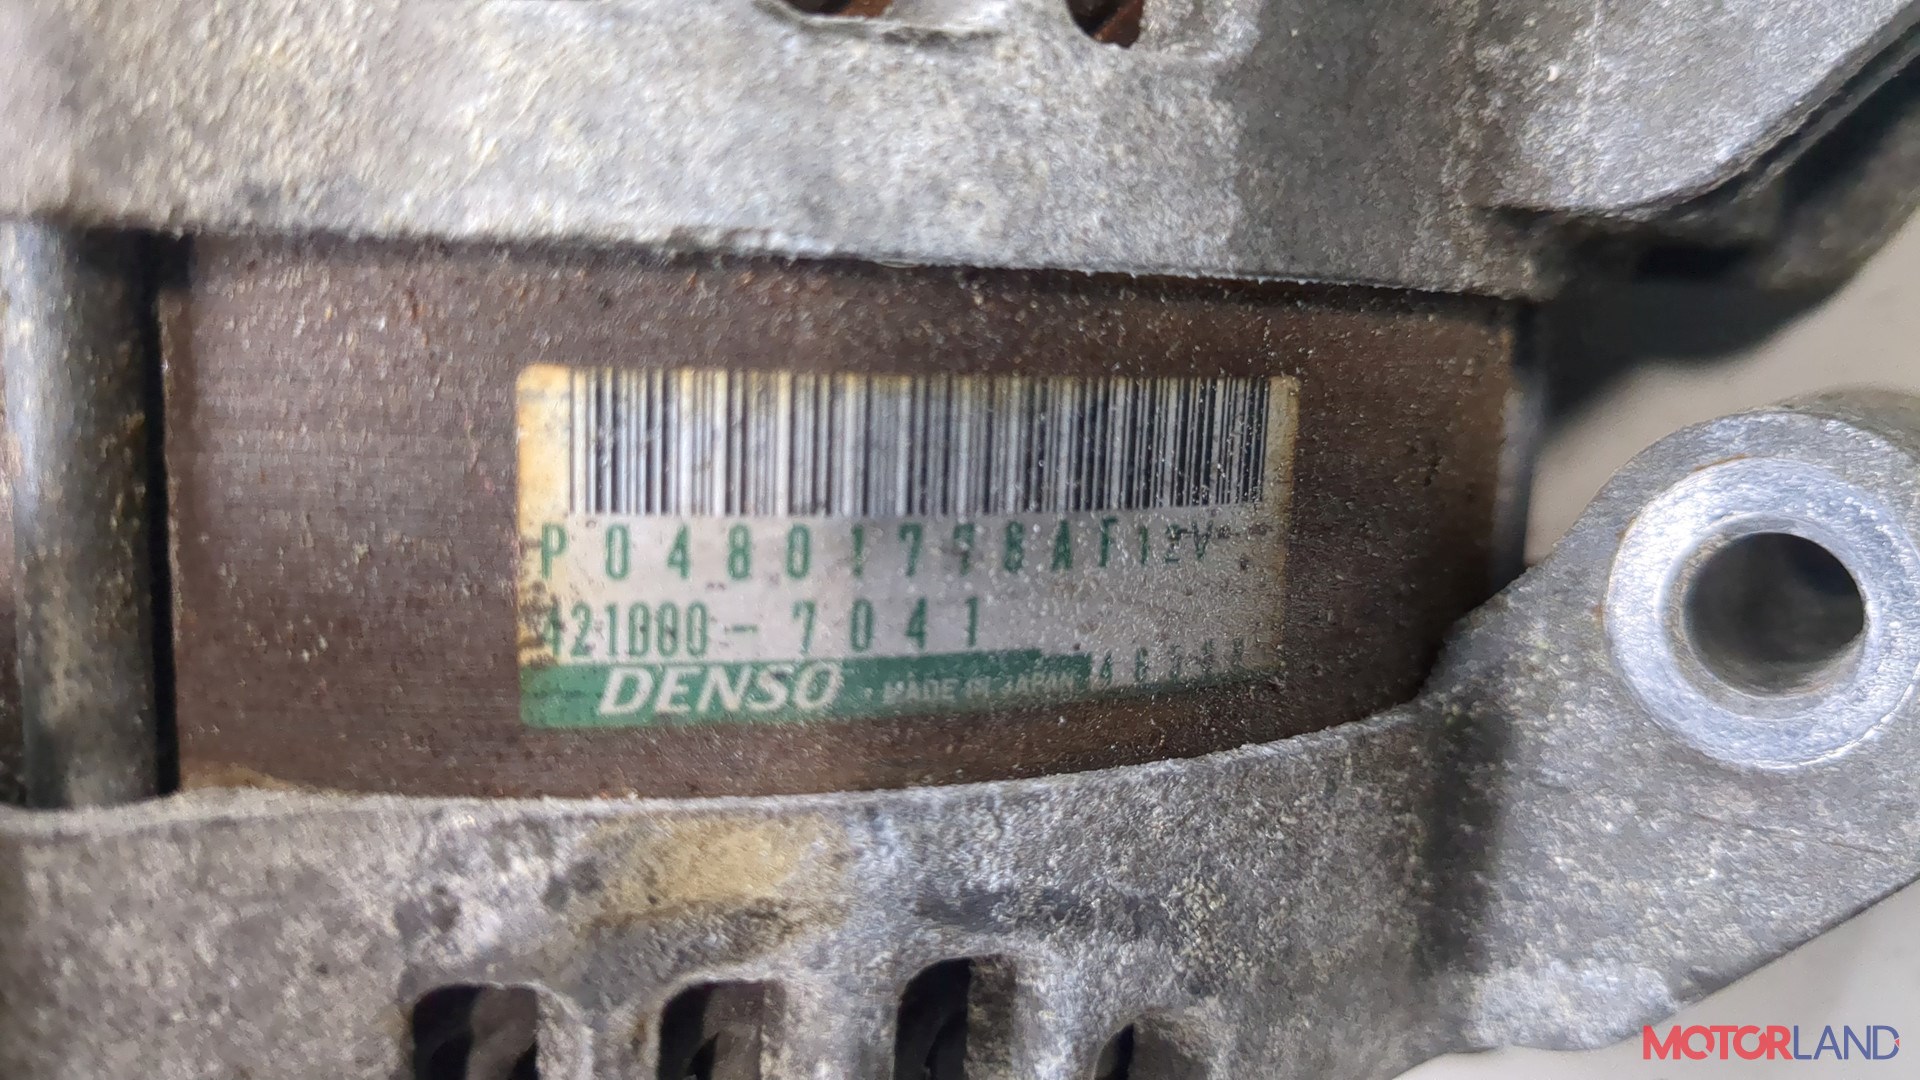 P04801778AF 12V
421000-7041
DENSO MADE IN JAPAN
MOTORLAND